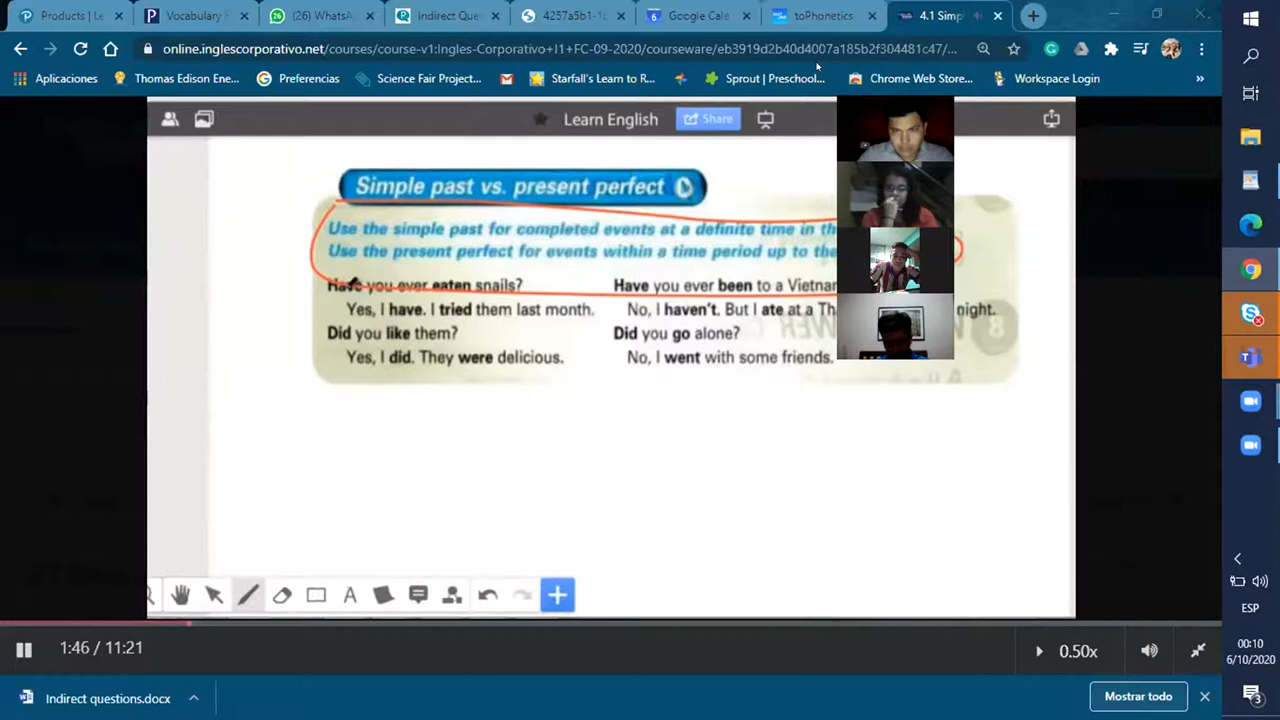 Products | Le
Vocabulary F
(26) WhatsA
Indirect Que
4257a5b1-1c
Google Cale
toPhonetics
4.1 Simp
online.inglescorporativo.net/courses/course-v1:Ingles-Corporativo+I1+FC-09-2020/courseware/eb3919d2b40d4007a185b2f304481c47/...
Aplicaciones
Thomas Edison Ene...
Preferencias
Science Fair Project...
Starfall's Learn to R...
Sprout | Preschool...
Chrome Web Store...
Workspace Login
»
Learn English
Share
Simple past vs. present perfect
Use the simple past for completed events at a definite time in th
Use the present perfect for events within a time period up to the
Have you ever eaten snails?
Yes, I have. I tried them last month.
Did you like them?
Yes, I did. They were delicious.
Have you ever been to a Vietnam
No, I haven't. But I ate at a Th night.
Did you go alone?
No, I went with some friends.
8
A
1:46 / 11:21
0.50x
Indirect questions.docx
Mostrar todo
ESP
00:10
6/10/2020
3